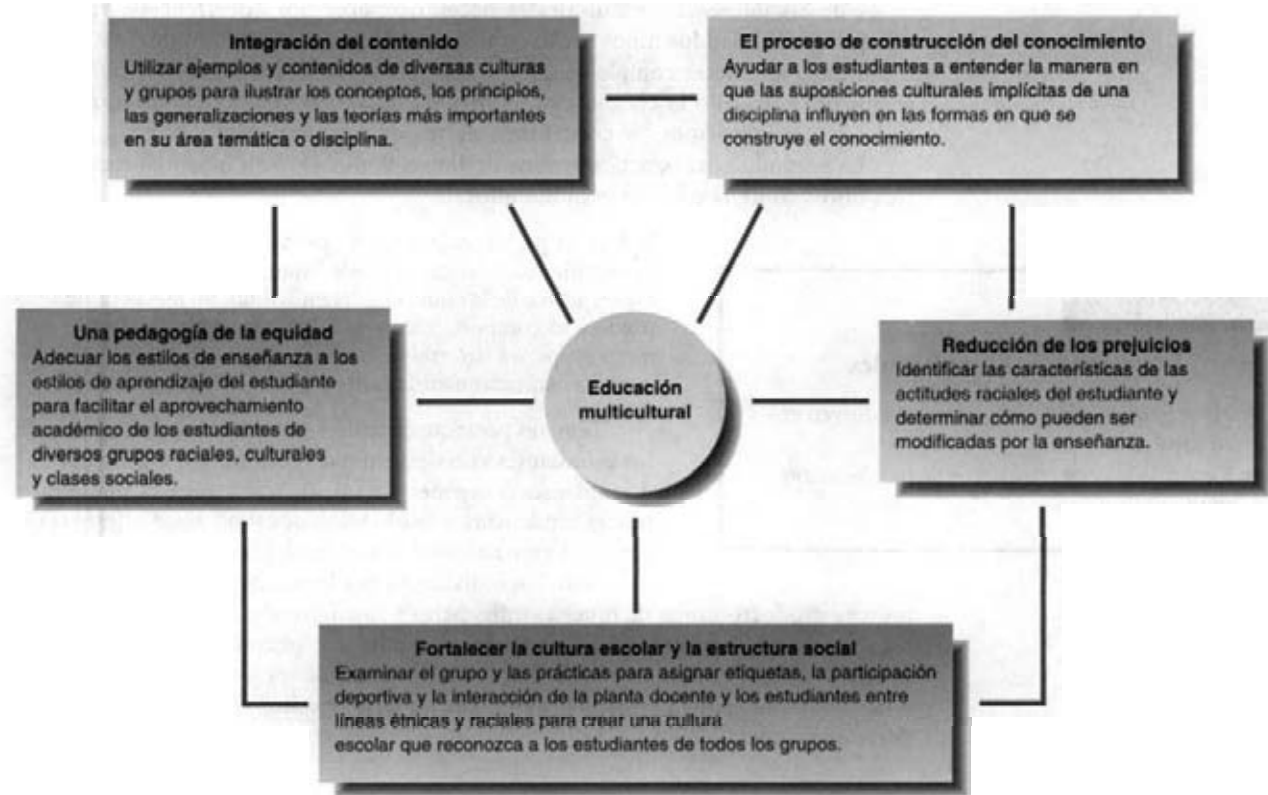 Integración del contenido
Utilizar ejemplos y contenidos de diversas culturas
y grupos para ilustrar los conceptos, los principios,
las generalizaciones y las teorías más importantes
en su área temática o disciplina.
El proceso de construcción del conocimiento
Ayudar a los estudiantes a entender la manera en
que las suposiciones culturales implícitas de una
disciplina influyen en las formas en que se
construye el conocimiento.
Una pedagogía de la equidad
Adecuar los estilos de enseñanza a los
estilos de aprendizaje del estudiante
para facilitar el aprovechamiento
académico de los estudiantes de
diversos grupos raciales, culturales
y clases sociales.
Educación
multicultural
Reducción de los prejuicios
Identificar las características de las
actitudes raciales del estudiante y
determinar cómo pueden ser
modificadas por la enseñanza.
Fortalecer la cultura escolar y la estructura social
Examinar el grupo y las prácticas para asignar etiquetas, la participación
deportiva y la interacción de la planta docente y los estudiantes entre
líneas étnicas y raciales para crear una cultura
escolar que reconozca a los estudiantes de todos los grupos.